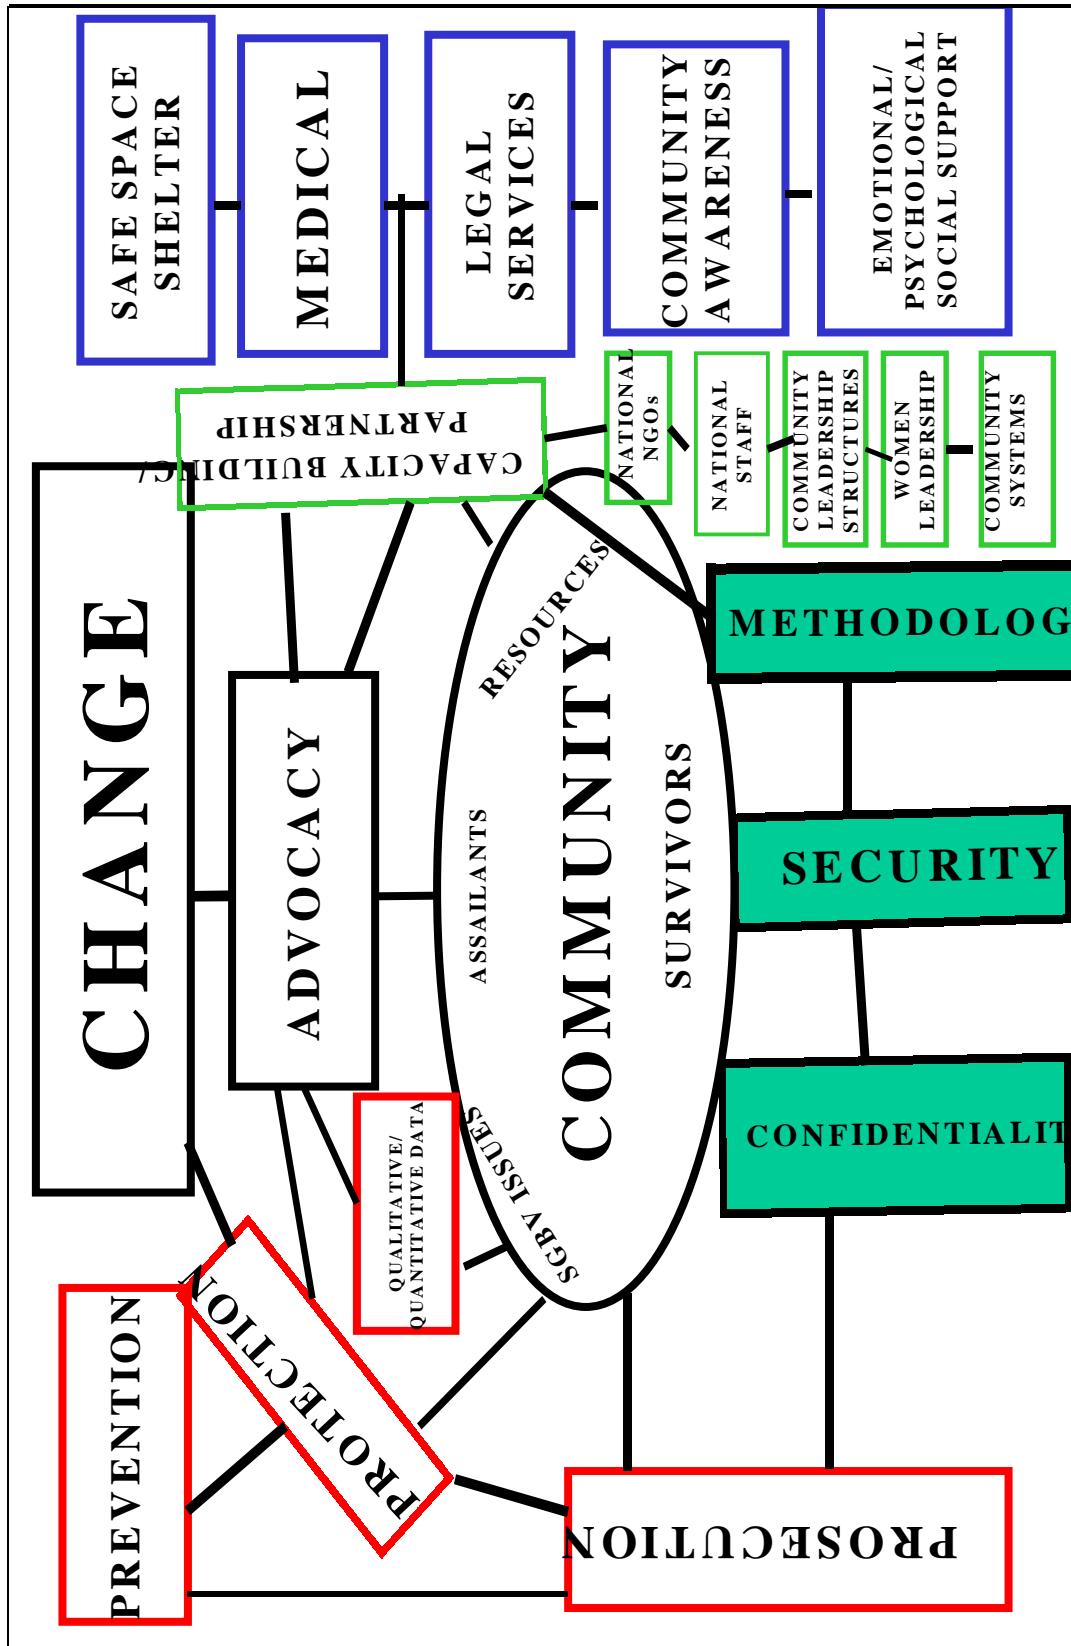 SAFE SPACE
SHELTER
MEDICAL
LEGAL
SERVICES
COMMUNITY
AWARENESS
EMOTIONAL/
PSYCHOLOGICAL
SOCIAL SUPPORT
CAPACITY BUILDING/
PARTNERSHIP
NATIONAL
NGOs
NATIONAL
STAFF
COMMUNITY
LEADERSHIP
STRUCTURES
WOMEN
LEADERSHIP
COMMUNITY
SYSTEMS
CHANGE
ADVOCACY
RESOURCES
ASSAILANTS
COMMUNITY
SURVIVORS
SGBV ISSUES
METHODOLOG
SECURITY
CONFIDENTIALIT
QUALITATIVE/
QUANTITATIVE DATA
PREVENTION
PROTECTION
PROSECUTION